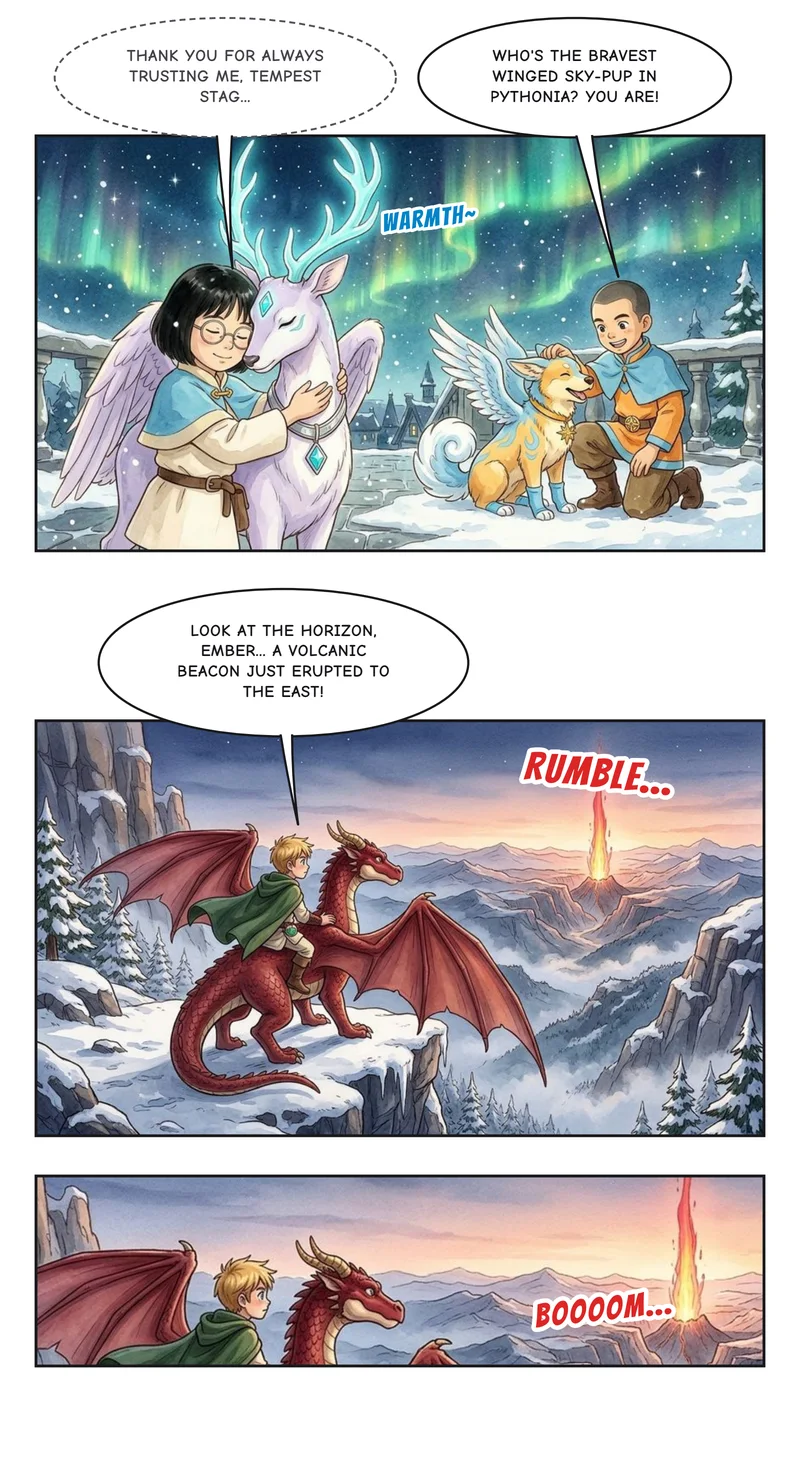 THANK YOU FOR ALWAYS
TRUSTING ME, TEMPEST
STAG...
WHO'S THE BRAVEST
WINGED SKY-PUP IN
PYTHONIA? YOU ARE!
WARMTH~
LOOK AT THE HORIZON,
EMBER... A VOLCANIC
BEACON JUST ERUPTED TO
THE EAST!
RUMBLE...
BOOOOM...